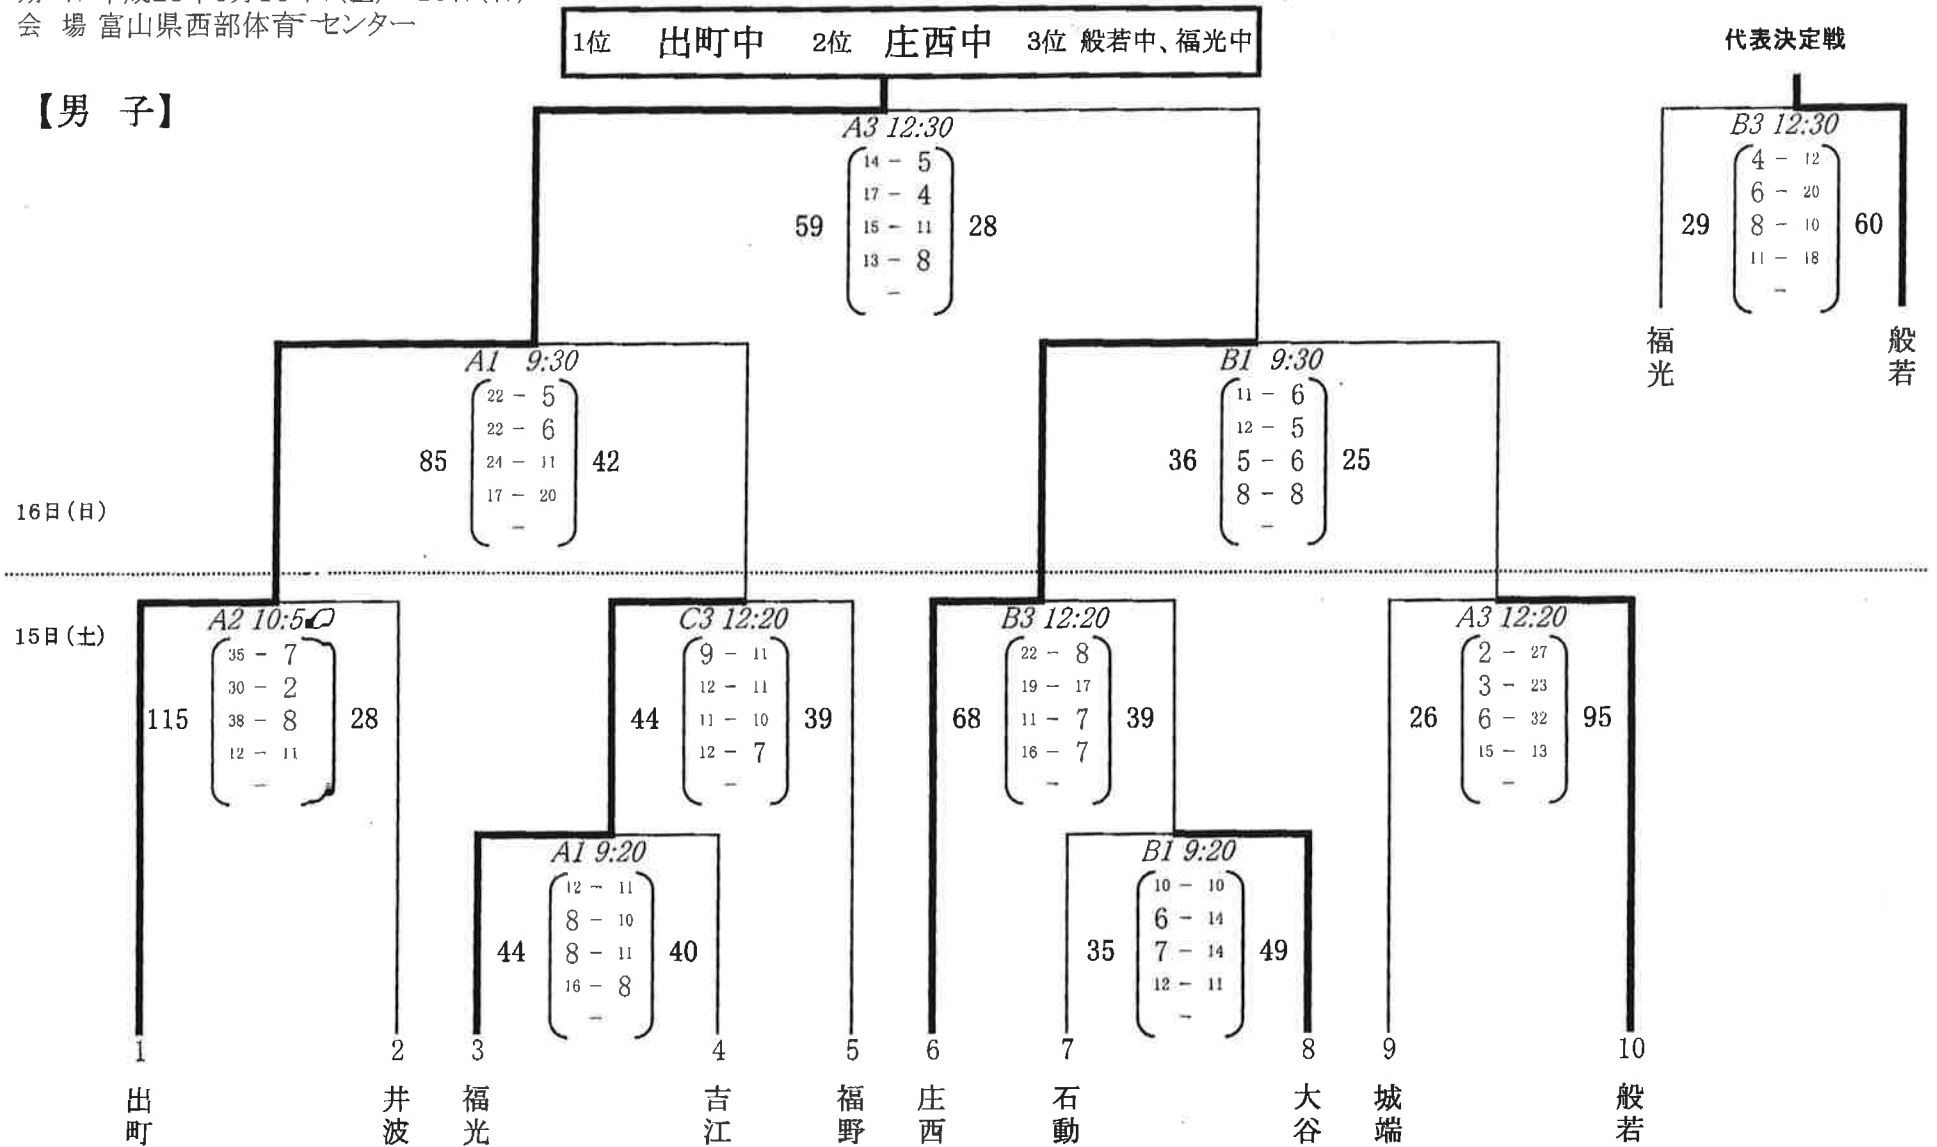 会 場 富山県西部体育センター
1位 出町中 2位 庄西中 3位 般若中、福光中
代表決定戦
【男 子】
A3 12:30
14 - 5
17 - 4
59 15 - 11 28
13 - 8
-
B3 12:30
4 - 12
6 - 20
29 8 - 10 60
11 - 18
-
福光
般若
A1 9:30
22 - 5
22 - 6
85 24 - 11 42
17 - 20
-
B1 9:30
11 - 6
12 - 5
36 5 - 6 25
8 - 8
-
16日(日)
15日(土)
A2 10:50
35 - 7
30 - 2
115 38 - 8 28
12 - 11
-
C3 12:20
9 - 11
12 - 11
44 11 - 10 39
12 - 7
-
B3 12:20
22 - 8
19 - 17
68 11 - 7 39
16 - 7
-
A3 12:20
2 - 27
3 - 23
26 6 - 32 95
15 - 13
-
A1 9:20
12 - 11
8 - 10
44 8 - 11 40
16 - 8
-
B1 9:20
10 - 10
6 - 14
35 7 - 14 49
12 - 11
-
1 2 3 4 5 6 7 8 9 10
出町
井波
福光
吉江
福野
庄西
石動
大谷
城端
般若